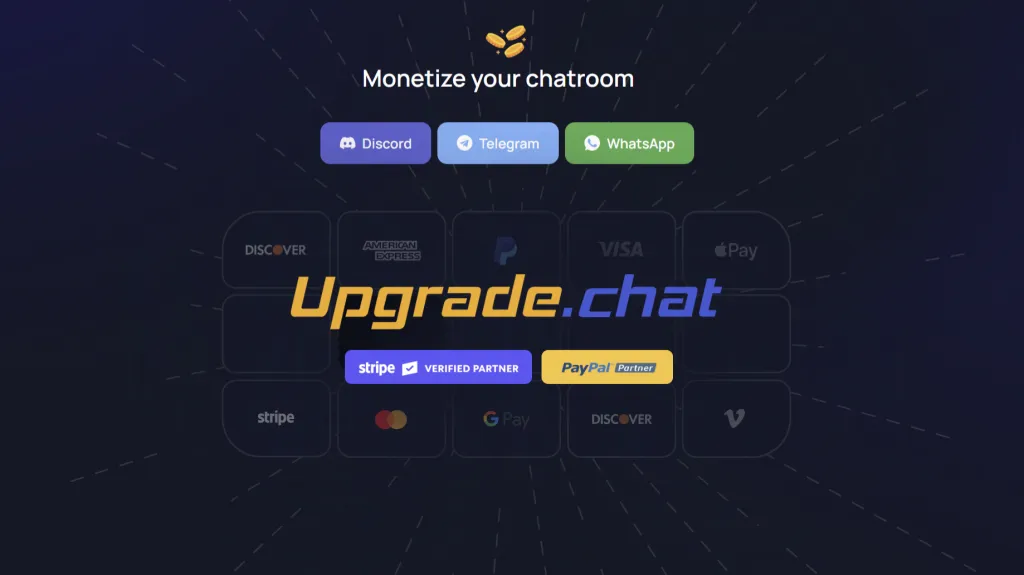 Monetize your chatroom
Discord
Telegram
WhatsApp
DISCOVER
AMERICAN
EXPRESS
VISA
Pay
Upgrade.chat
stripe VERIFIED PARTNER
PayPal Partner
stripe
G Pay
DISCOVER